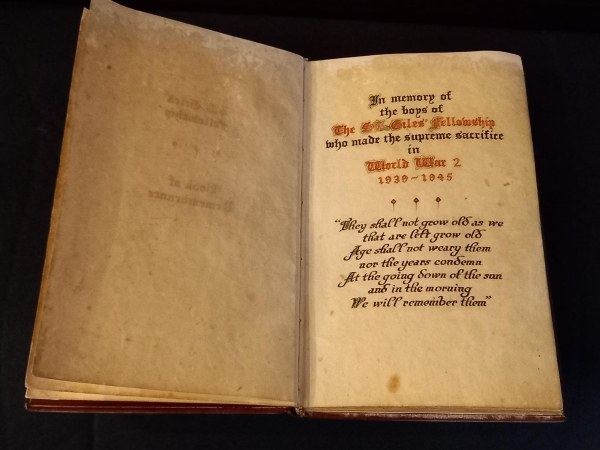 In memory of
the boys of
The St. Giles' Fellowship
who made the supreme sacrifice
in
World War 2
1939-1945
"They shall not grow old as we
that are left grow old
Age shall not weary them
nor the years condemn
At the going down of the sun
and in the morning
We will remember them"